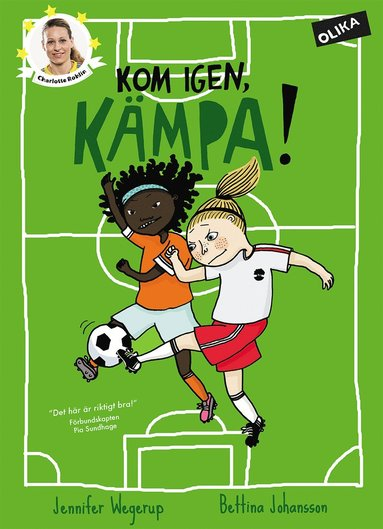 Charlotte Rohlin
OLIKA
KOM IGEN,
KÄMPA!
"Det här är riktigt bra!"
Förbundskapten
Pia Sundhage
Jennifer Wegerup
Bettina Johansson